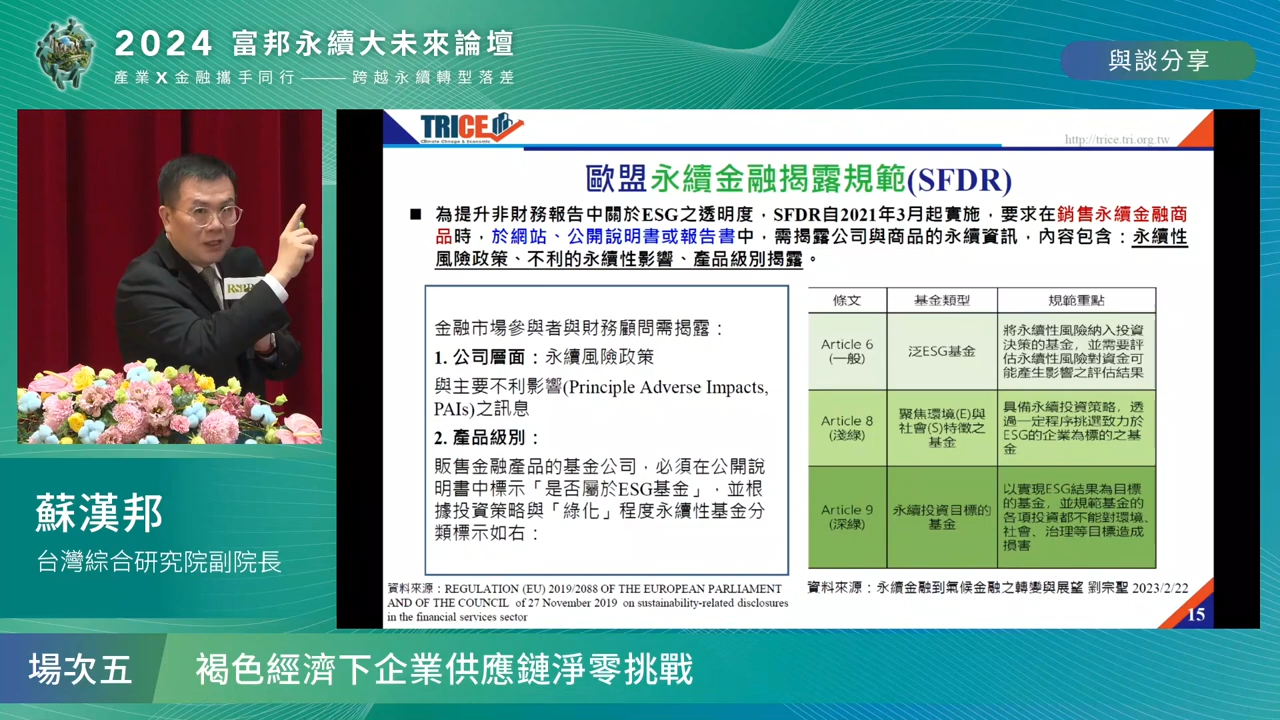 2024 富邦永續大未來論壇
產業X金融攜手同行——跨越永續轉型落差
與談分享
TRICE
Climate Change & Economic
http://trice.tri.org.tw
歐盟永續金融揭露規範(SFDR)
■ 為提升非財務報告中關於ESG之透明度，SFDR自2021年3月起實施，要求在銷售永續金融商
品時，於網站、公開說明書或報告書中，需揭露公司與商品的永續資訊，內容包含：永續性
風險政策、不利的永續性影響、產品級別揭露。
金融市場參與者與財務顧問需揭露：
1. 公司層面：永續風險政策
與主要不利影響(Principle Adverse Impacts,
PAIs)之訊息
2. 產品級別：
販售金融產品的基金公司，必須在公開說
明書中標示「是否屬於ESG基金」，並根
據投資策略與「綠化」程度永續性基金分
類標示如右：
條文 基金類型 規範重點
Article 6
(一般)
泛ESG基金
將永續性風險納入投資
決策的基金，並需要評
估永續性風險對資金可
能產生影響之評估結果
Article 8
(淺綠)
聚焦環境(E)與
社會(S)特徵之
基金
具備永續投資策略，透
過一定程序挑選致力於
ESG的企業為標的之基
金
Article 9
(深綠)
永續投資目標的
基金
以實現ESG結果為目標
的基金，並規範基金的
各項投資都不能對環境、
社會、治理等目標造成
損害
資料來源：REGULATION (EU) 2019/2088 OF THE EUROPEAN PARLIAMENT
AND OF THE COUNCIL of 27 November 2019 on sustainability-related disclosures
in the financial services sector
資料來源：永續金融到氣候金融之轉變與展望 劉宗聖 2023/2/22
15
蘇漢邦
台灣綜合研究院副院長
場次五
褐色經濟下企業供應鏈淨零挑戰